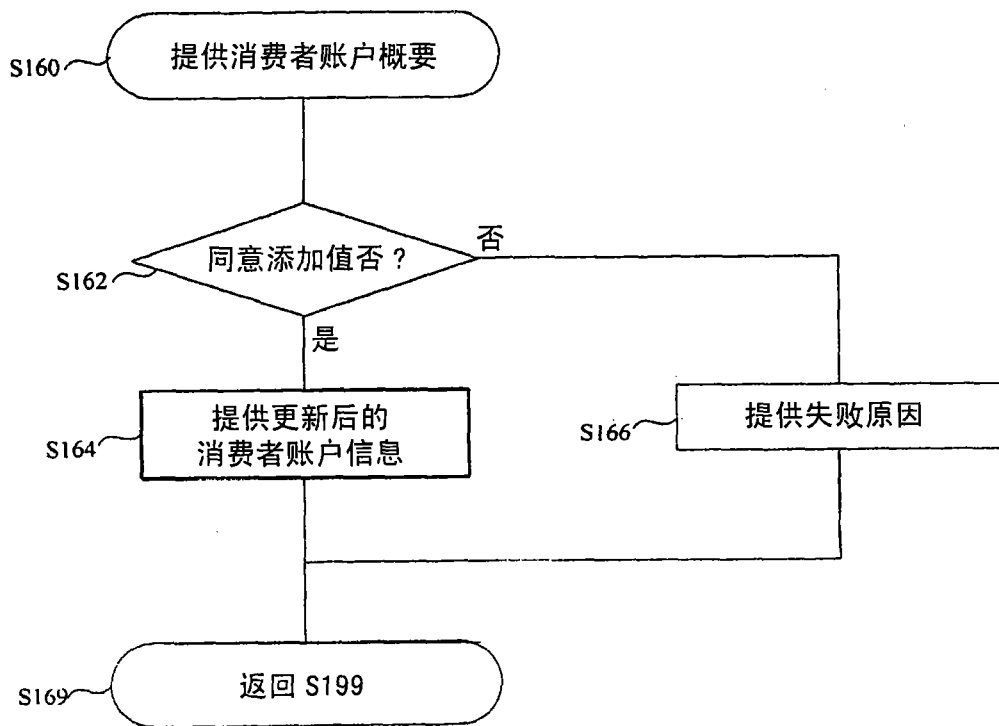 S160
提供消费者账户概要
S162
同意添加值否？
否
是
S164
提供更新后的
消费者账户信息
S166
提供失败原因
S169
返回 S199